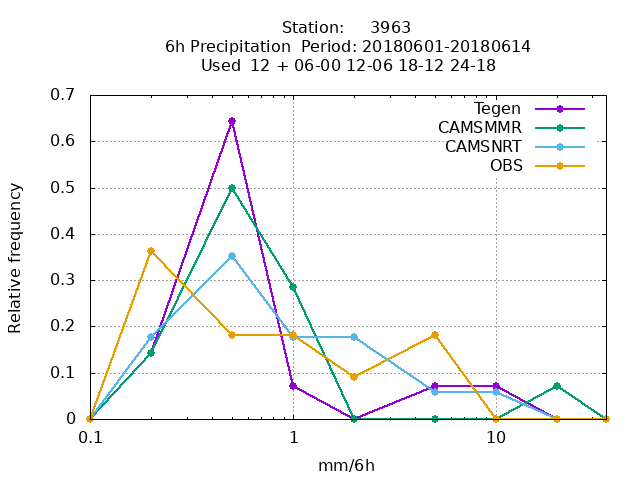 Station: 3963
6h Precipitation Period: 20180601-20180614
Used 12 + 06-00 12-06 18-12 24-18
Tegen
CAMSMMR
CAMSNRT
OBS
Relative frequency
0.7
0.6
0.5
0.4
0.3
0.2
0.1
0
0.1 1 10
mm/6h